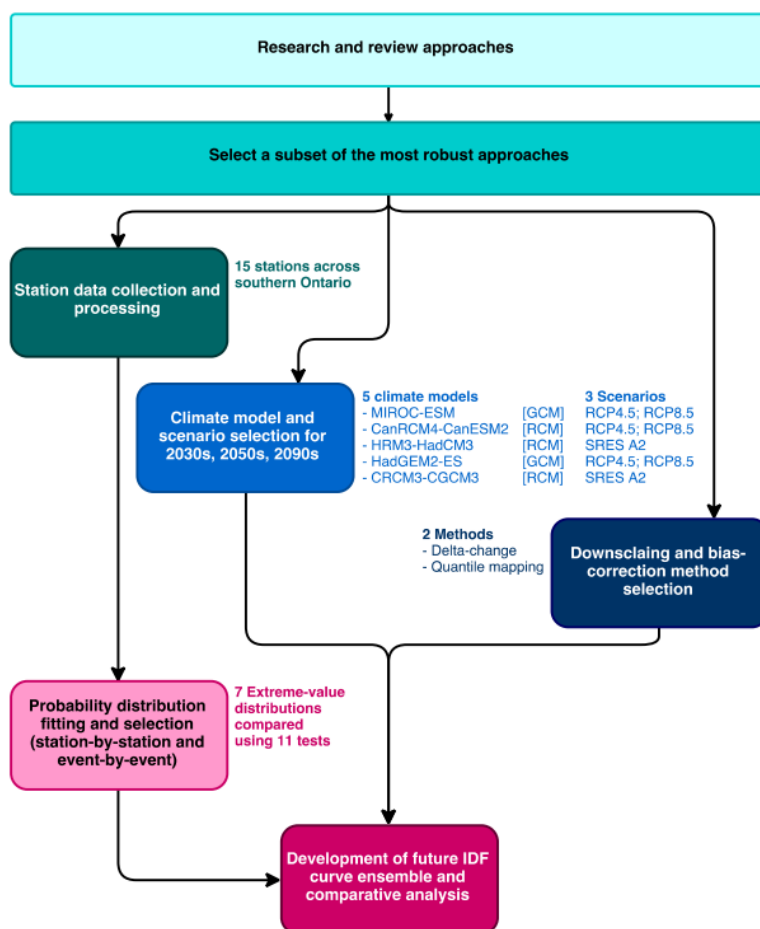 Research and review approaches
Select a subset of the most robust approaches
Station data collection and
processing
15 stations across
southern Ontario
Climate model and
scenario selection for
2030s, 2050s, 2090s
5 climate models 3 Scenarios
- MIROC-ESM [GCM] RCP4.5; RCP8.5
- CanRCM4-CanESM2 [RCM] RCP4.5; RCP8.5
- HRM3-HadCM3 [RCM] SRES A2
- HadGEM2-ES [GCM] RCP4.5; RCP8.5
- CRCM3-CGCM3 [RCM] SRES A2
2 Methods
- Delta-change
- Quantile mapping
Downsclaing and bias-
correction method
selection
Probability distribution
fitting and selection
(station-by-station and
event-by-event)
7 Extreme-value
distributions
compared
using 11 tests
Development of future IDF
curve ensemble and
comparative analysis